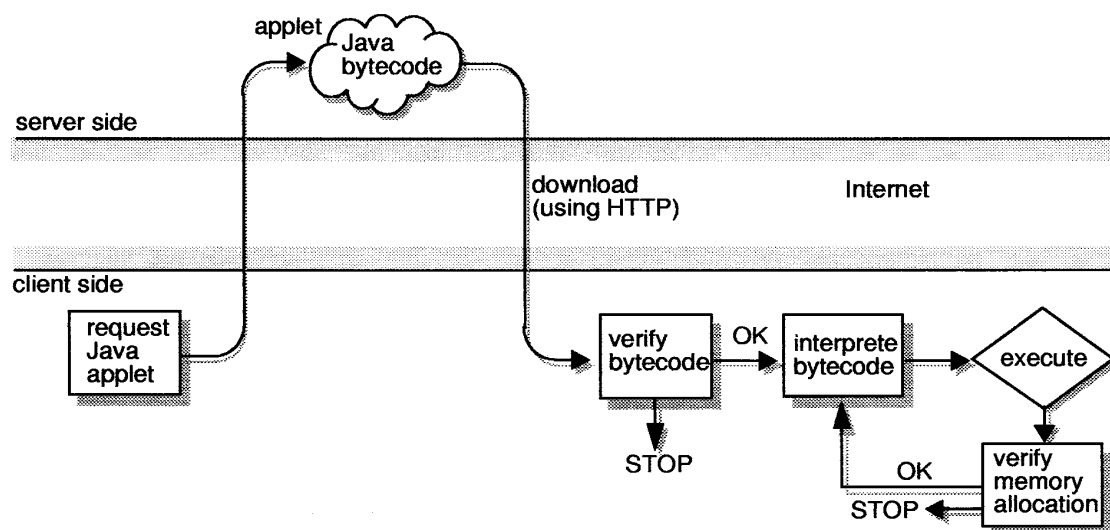 applet
Java
bytecode
server side
download
(using HTTP)
Internet
client side
request
Java
applet
verify
bytecode
OK
interprete
bytecode
execute
STOP
OK
verify
memory
allocation
STOP